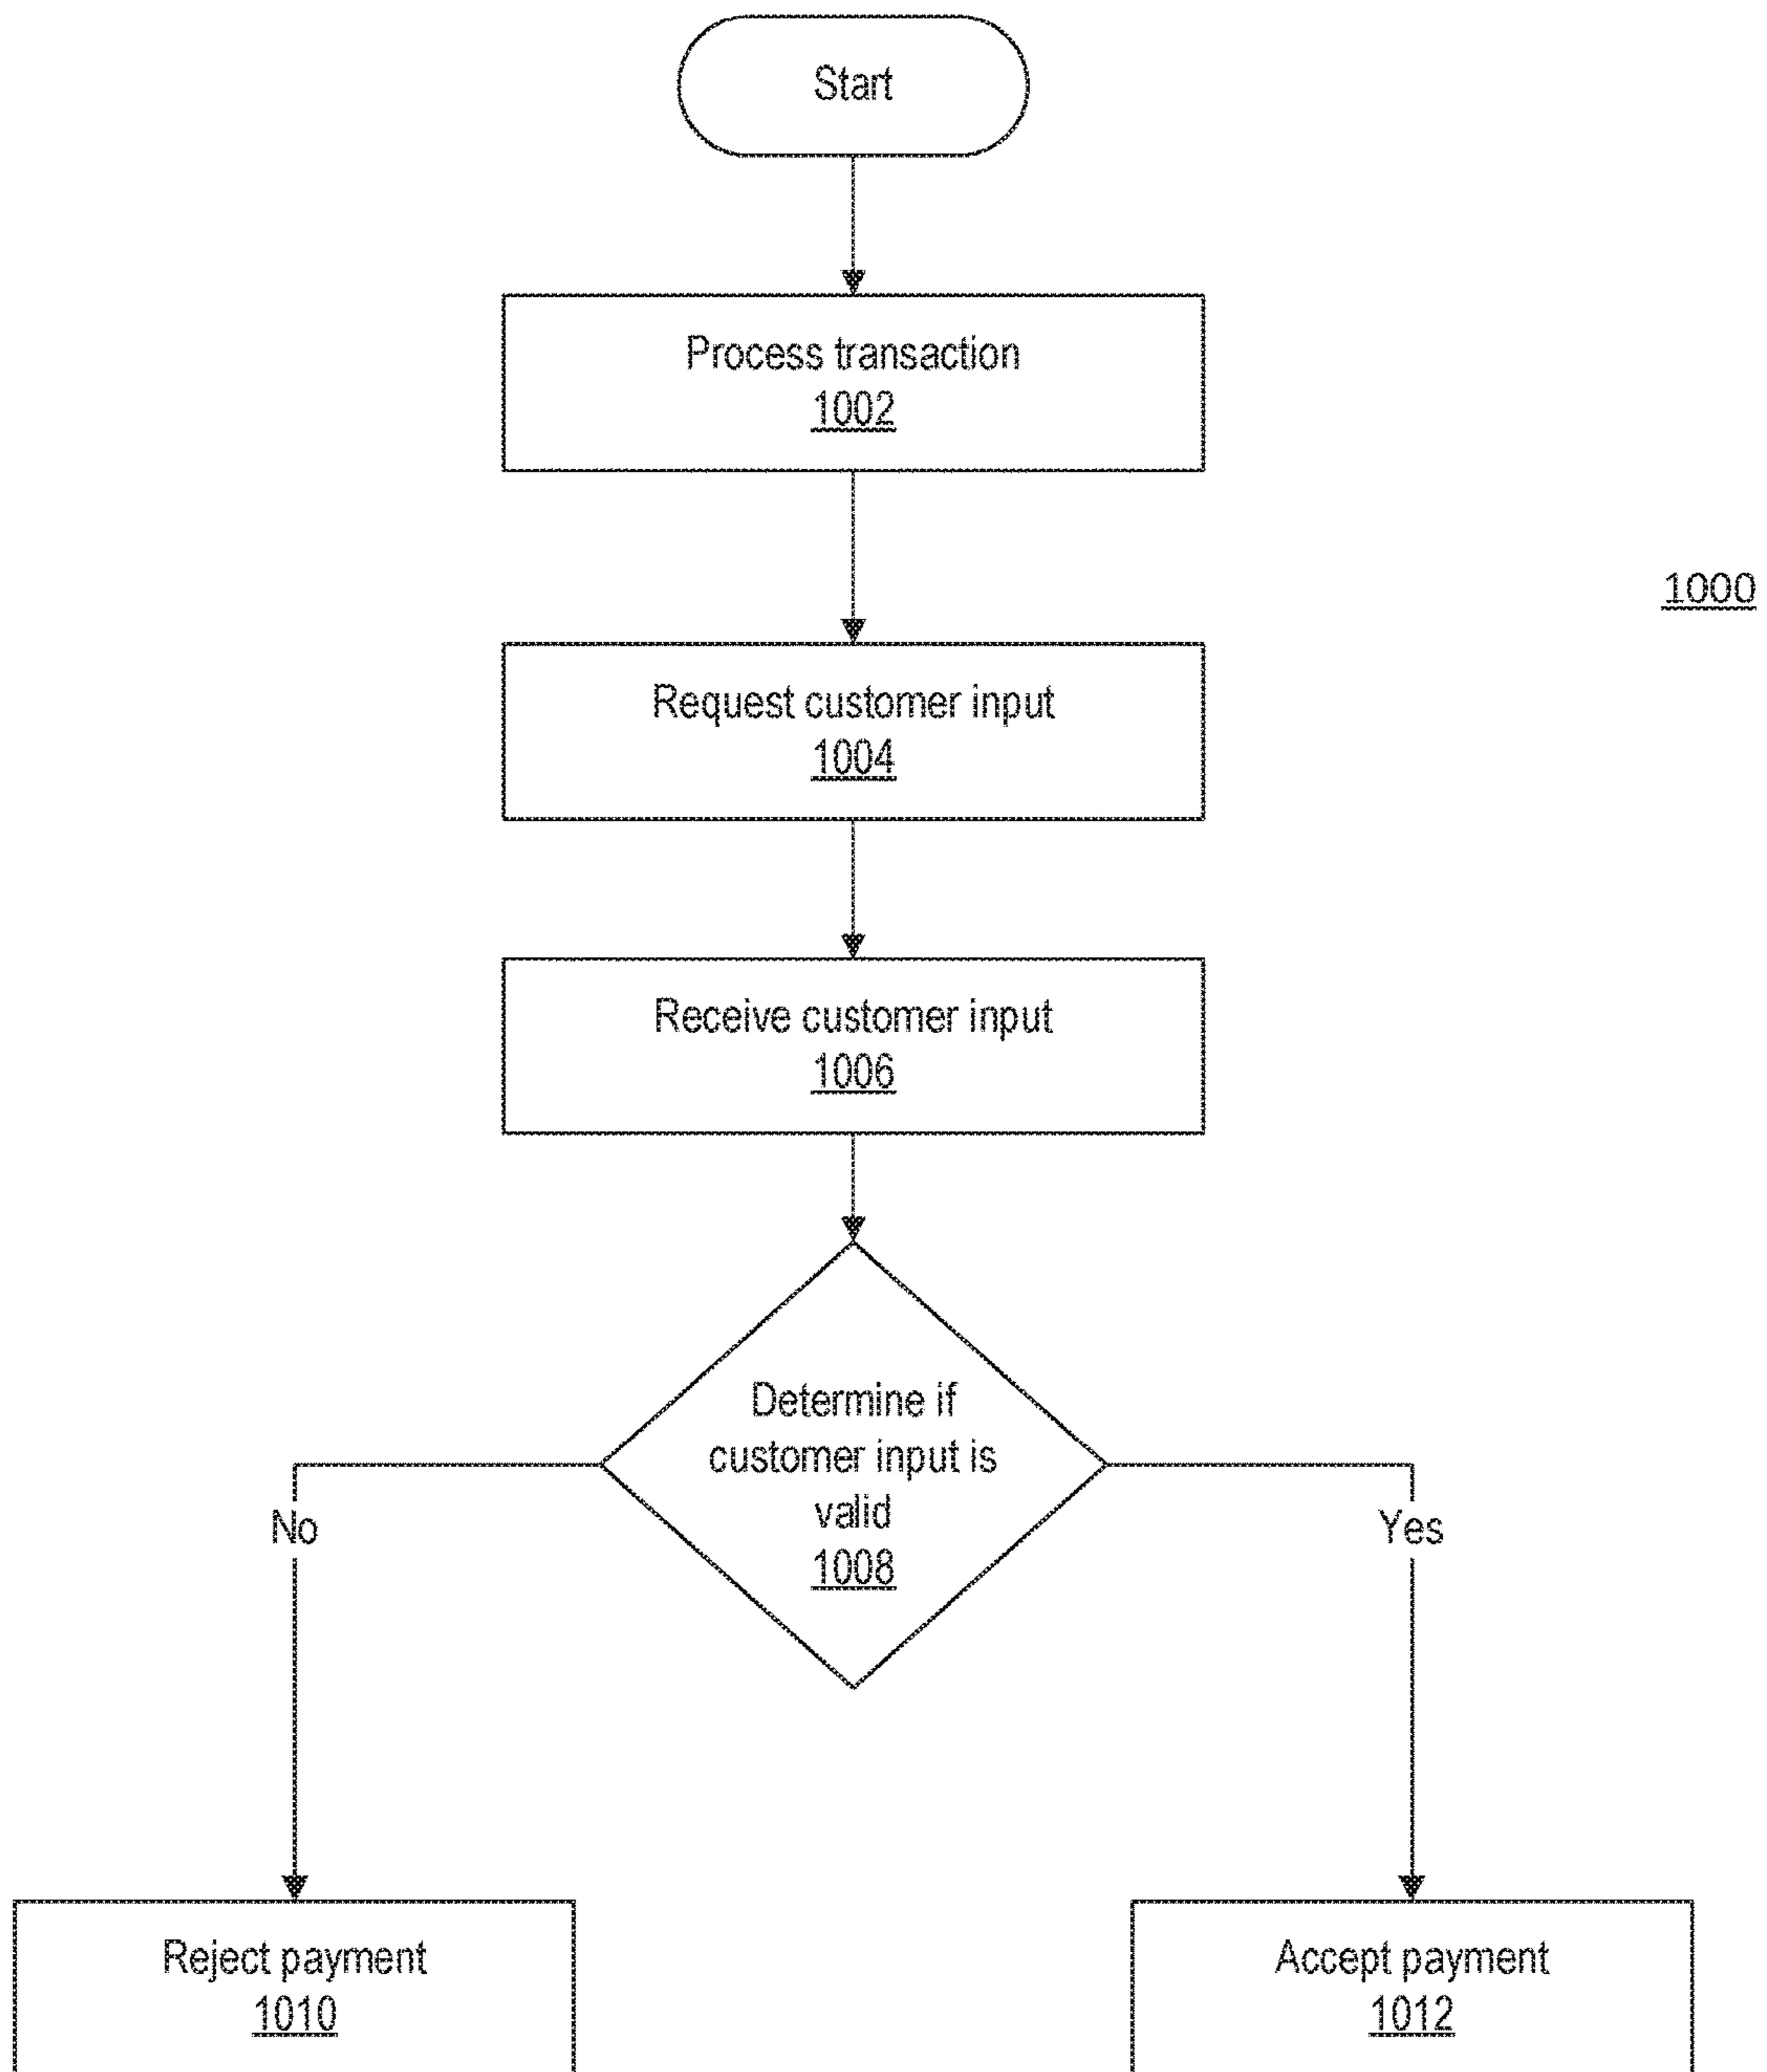 Start
Process transaction
1002
1000
Request customer input
1004
Receive customer input
1006
Determine if
customer input is
valid
1008
No
Yes
Reject payment
1010
Accept payment
1012